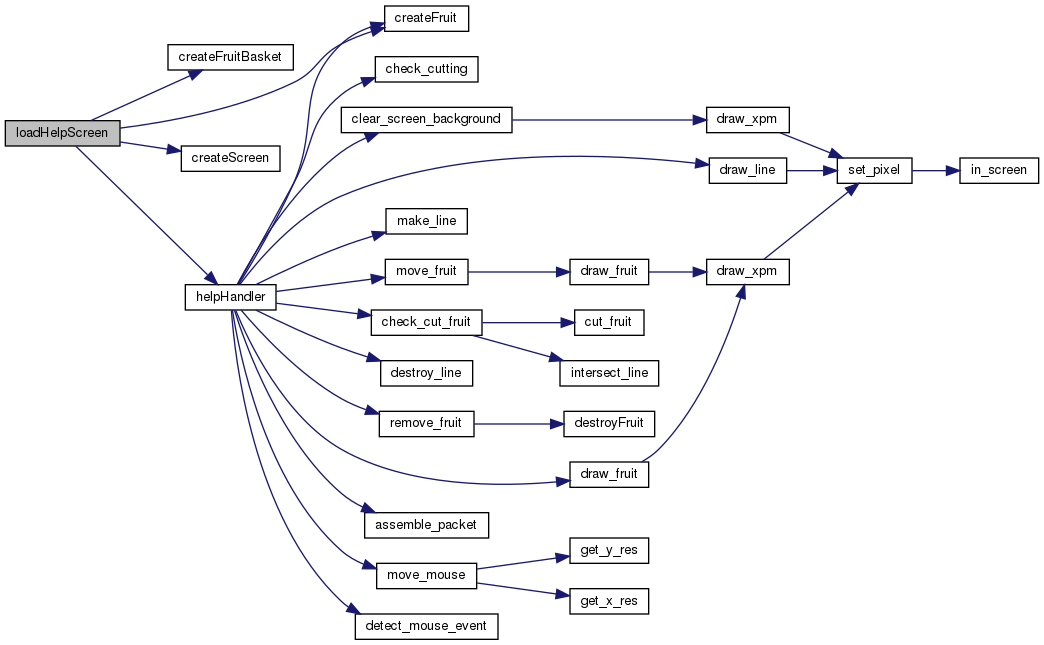 createFruit
createFruitBasket
check_cutting
clear_screen_background
draw_xpm
loadHelpScreen
createScreen
draw_line
set_pixel
in_screen
make_line
move_fruit
draw_fruit
draw_xpm
helpHandler
check_cut_fruit
cut_fruit
destroy_line
intersect_line
remove_fruit
destroyFruit
draw_fruit
assemble_packet
get_y_res
move_mouse
get_x_res
detect_mouse_event